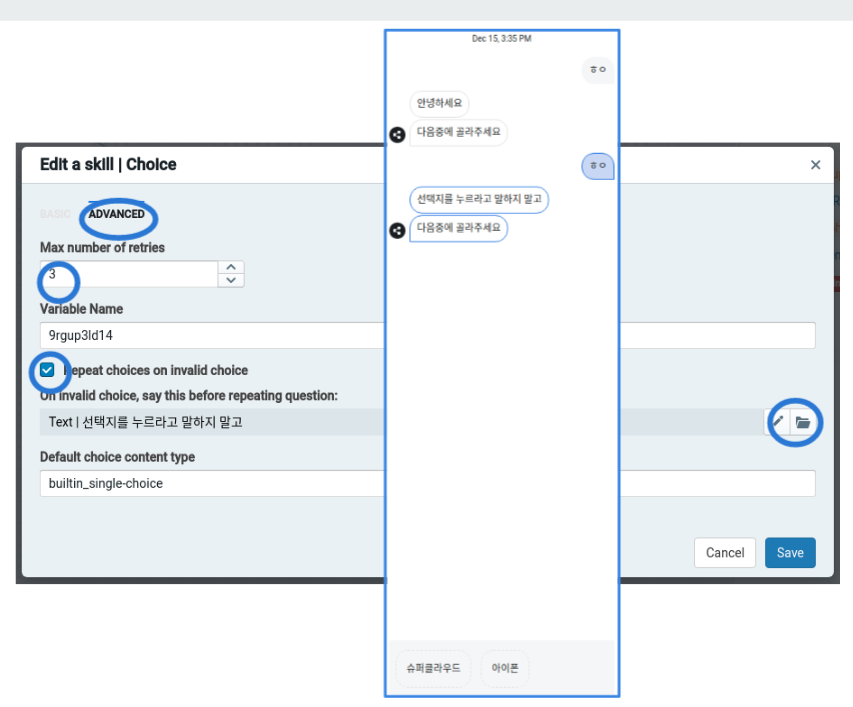 Dec 15, 3:35 PM
ㅎㅇ
안녕하세요
다음중에 골라주세요
ㅎㅇ
선택지를 누르라고 말하지 말고
다음중에 골라주세요
슈퍼클라우드
아이폰
Edit a skill | Choice
×
BASIC
ADVANCED
Max number of retries
3
Variable Name
9rgup3ld14
Repeat choices on invalid choice
On invalid choice, say this before repeating question:
Text | 선택지를 누르라고 말하지 말고
Default choice content type
builtin_single-choice
Cancel
Save